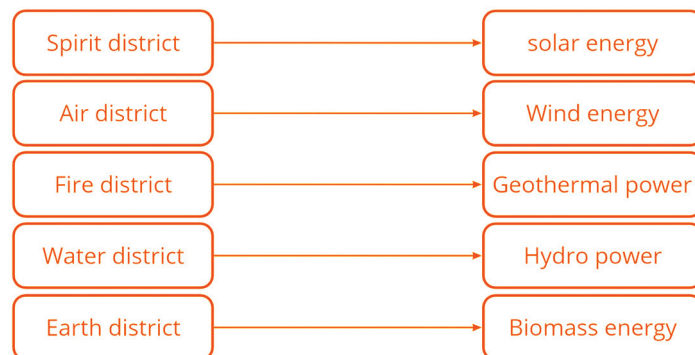 Spirit district
solar energy
Air district
Wind energy
Fire district
Geothermal power
Water district
Hydro power
Earth district
Biomass energy